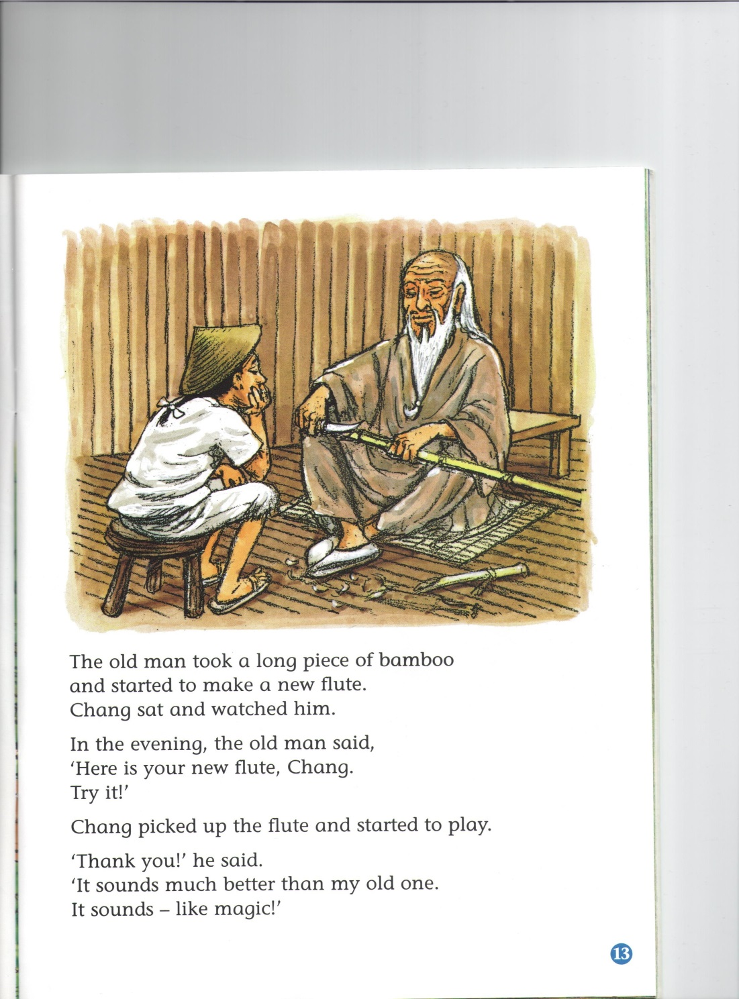 The old man took a long piece of bamboo
and started to make a new flute.
Chang sat and watched him.
In the evening, the old man said,
‘Here is your new flute, Chang.
Try it!’
Chang picked up the flute and started to play.
‘Thank you!’ he said.
‘It sounds much better than my old one.
It sounds – like magic!’
13